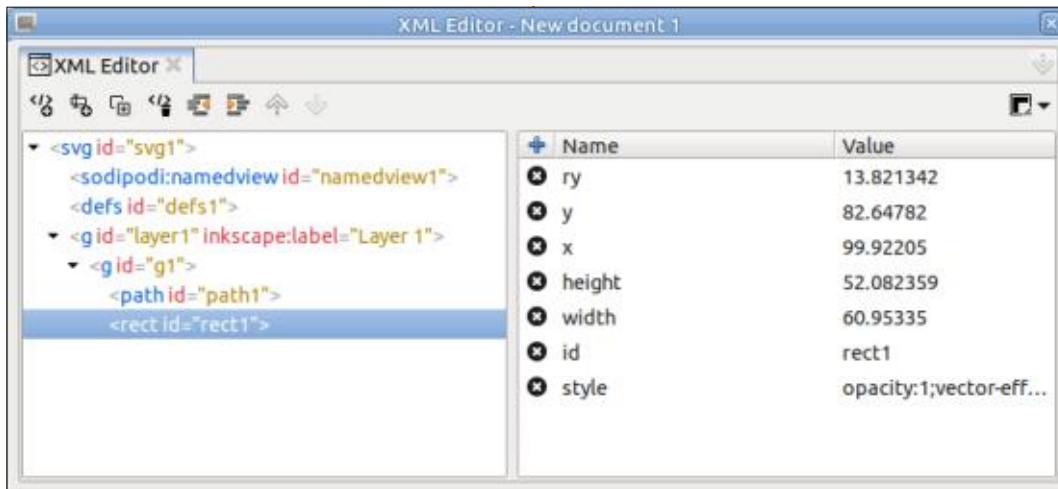 XML Editor - New document 1
XML Editor
<svg id="svg1">
<sodipodi:namedview id="namedview1">
<defs id="defs1">
<g id="layer1" inkscape:label="Layer 1">
<g id="g1">
<path id="path1">
<rect id="rect1">
Name Value
ry 13.821342
y 82.64782
x 99.92205
height 52.082359
width 60.95335
id rect1
style opacity:1;vector-eff...